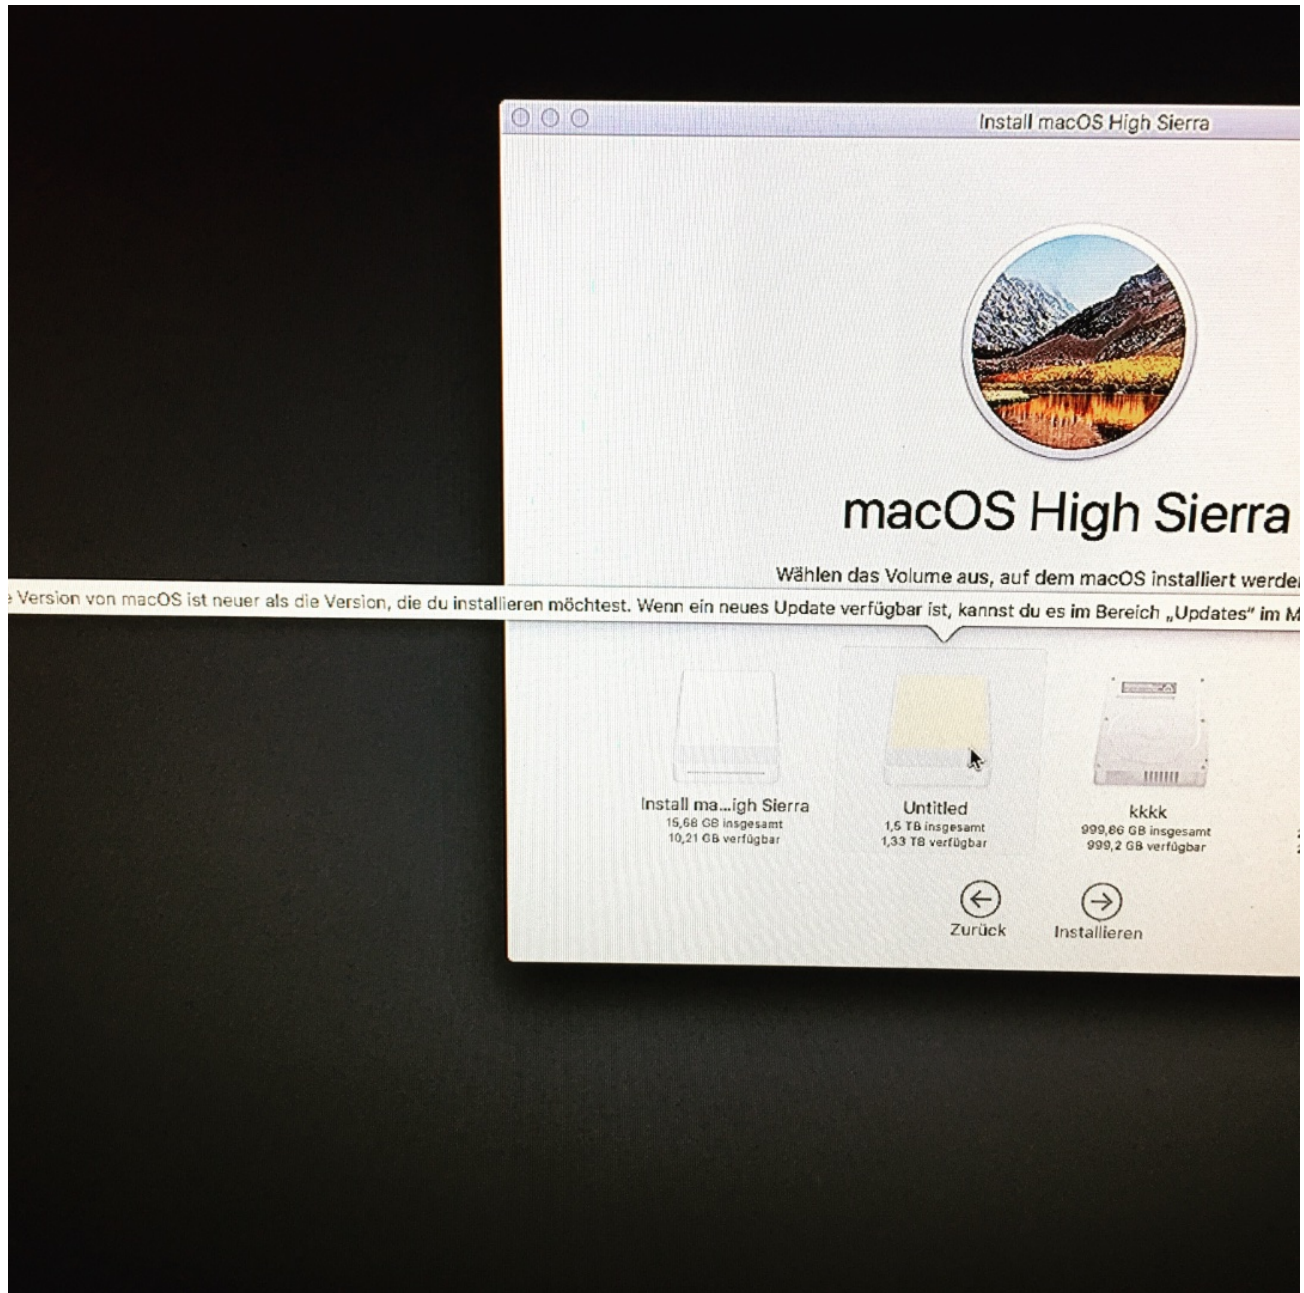 Install macOS High Sierra
macOS High Sierra
Wählen das Volume aus, auf dem macOS installiert
Version von macOS ist neuer als die Version, die du installieren möchtest. Wenn ein neues Update verfügbar ist, kannst du es im Bereich „Updates“ im
Install ma...igh Sierra
15,68 GB insgesamt
10,21 GB verfügbar
Untitled
1,5 TB insgesamt
1,33 TB verfügbar
kkkk
999,86 GB insgesamt
999,2 GB verfügbar
Zurück
Installieren